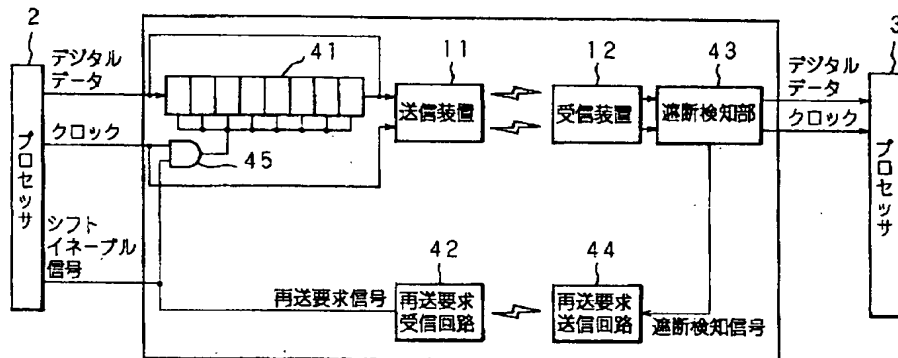 2
デジタル
データ
クロック
シフト
イネーブル
信号
プロセッサ
41
45
11
送信装置
12
受信装置
43
遮断検知部
42
再送要求
受信回路
再送要求信号
44
再送要求
送信回路
遮断検知信号
デジタル
データ
クロック
3
プロセッサ